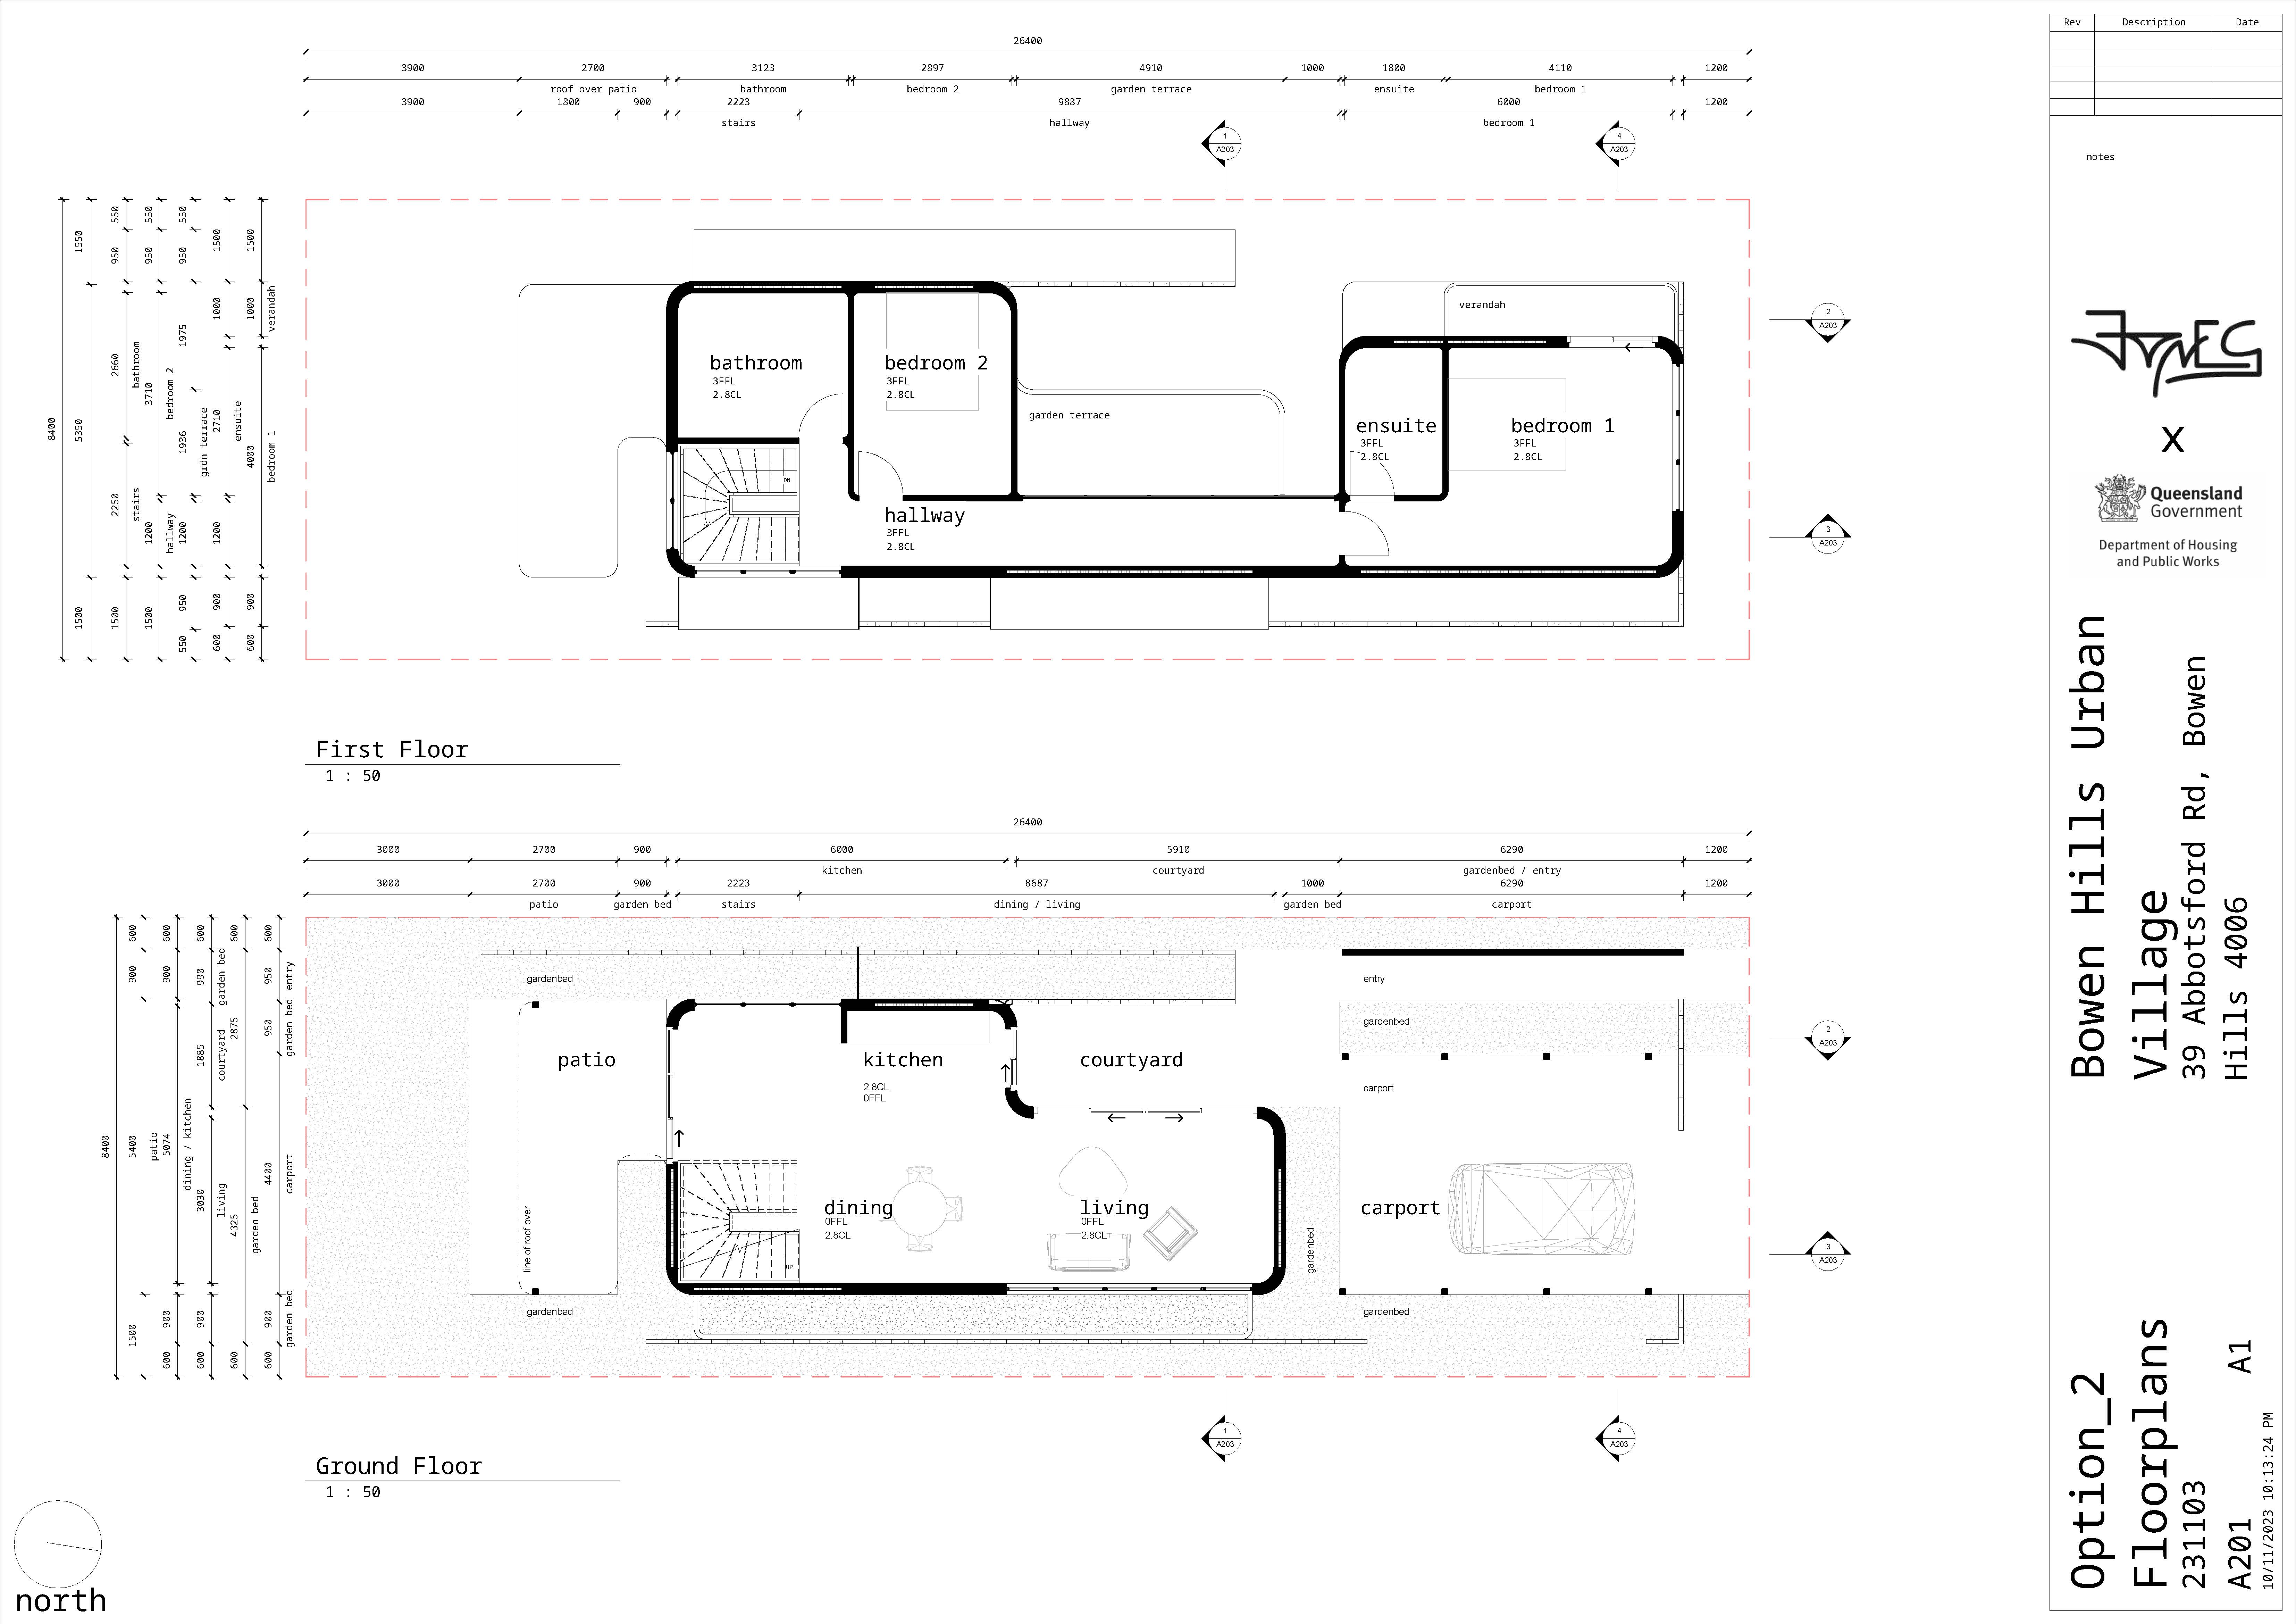 26400
3900 2700 3123 2897 4910 1000 1800 4110 1200
roof over patio bathroom bedroom 2 garden terrace ensuite bedroom 1
3900 1800 900 2223 9887 6000 1200
stairs hallway bedroom 1
1 A203
4 A203
8400
1550 5350 1500
550 950 2660 2250 1500
bathroom stairs
550 950 3710 1200 1500
bedroom 2 hallway
550 950 1975 1936 1200 950 550
grdn terrace
1500 1000 2710 1200 900 600
ensuite
1500 1000 4000 900 600
verandah bedroom 1
verandah
bathroom
3FFL
2.8CL
bedroom 2
3FFL
2.8CL
garden terrace
ensuite
3FFL
2.8CL
bedroom 1
3FFL
2.8CL
DN
hallway
3FFL
2.8CL
2 A203
3 A203
First Floor
1 : 50
26400
3000 2700 900 6000 5910 6290 1200
kitchen courtyard gardenbed / entry
3000 2700 900 2223 8687 1000 6290 1200
patio garden bed stairs dining / living garden bed carport
8400
600 900 5400 1500
patio
600 900 5074 900 600
dining / kitchen
600 990 1885 3030 900 600
garden bed courtyard living
600 2875 4325 600
garden bed
600 950 950 4400 900 600
entry garden bed carport garden bed
gardenbed
entry
gardenbed
patio
kitchen
2.8CL
0FFL
courtyard
carport
dining
0FFL
2.8CL
living
0FFL
2.8CL
carport
line of roof over
UP
gardenbed
gardenbed
gardenbed
2 A203
3 A203
1 A203
4 A203
Ground Floor
1 : 50
north
Rev Description Date
notes
x
Queensland
Government
Department of Housing
and Public Works
Bowen Hills Urban
Village
39 Abbotsford Rd, Bowen
Hills 4006
Option_2
Floorplans
231103
A201 A1
10/11/2023 10:13:24 PM